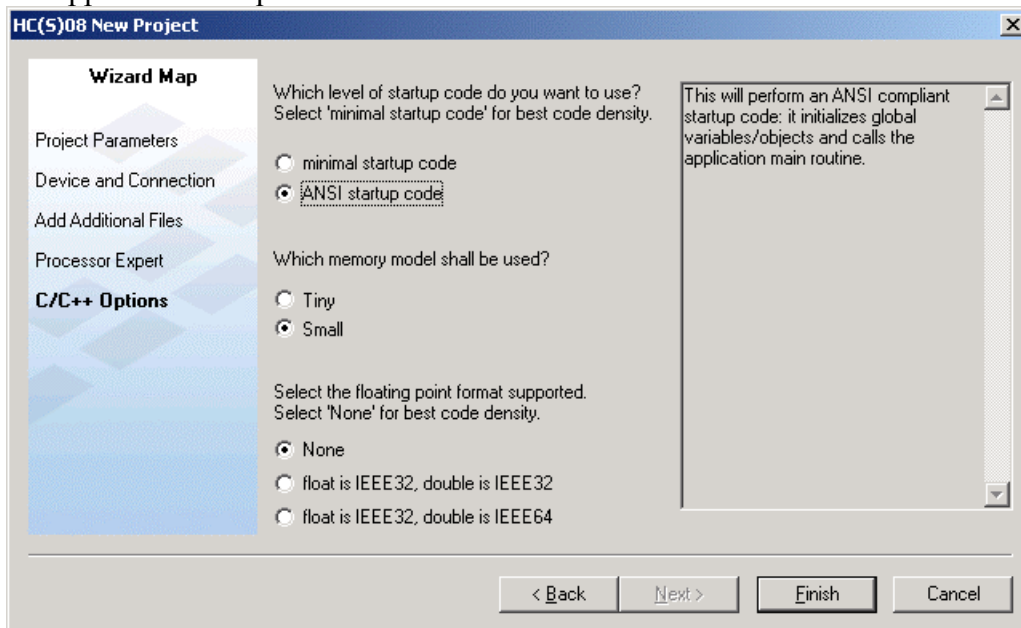 HC(S)08 New Project
Wizard Map
Project Parameters
Device and Connection
Add Additional Files
Processor Expert
C/C++ Options
Which level of startup code do you want to use?
Select 'minimal startup code' for best code density.
minimal startup code
ANSI startup code
Which memory model shall be used?
Tiny
Small
Select the floating point format supported.
Select 'None' for best code density.
None
float is IEEE32, double is IEEE32
float is IEEE32, double is IEEE64
This will perform an ANSI compliant
startup code: it initializes global
variables/objects and calls the
application main routine.
< Back
Next >
Finish
Cancel